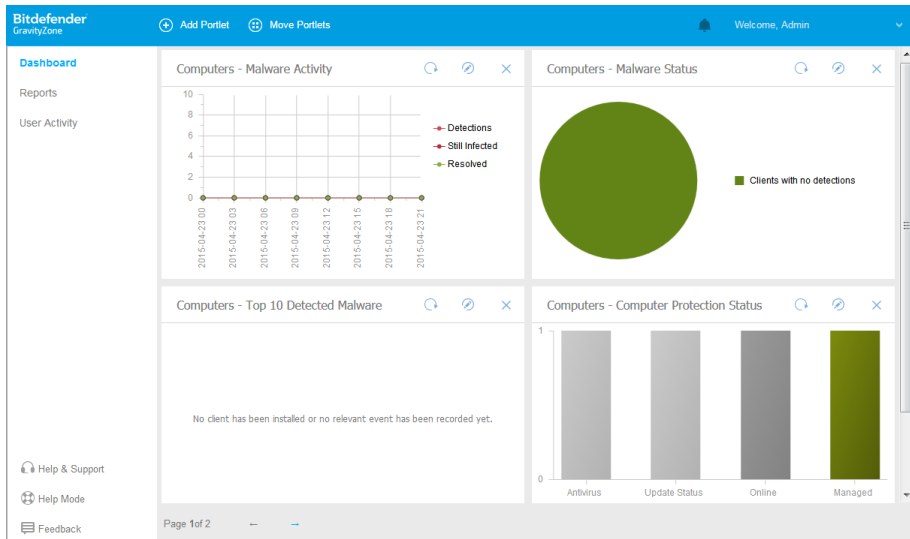 Bitdefender
GravityZone
Add Portlet
Move Portlets
Welcome, Admin
Dashboard
Reports
User Activity
Computers - Malware Activity
10
8
6
4
2
0
2015-04-23 00
2015-04-23 03
2015-04-23 06
2015-04-23 09
2015-04-23 12
2015-04-23 15
2015-04-23 18
2015-04-23 21
Detections
Still Infected
Resolved
Computers - Malware Status
Clients with no detections
Computers - Top 10 Detected Malware
No client has been installed or no relevant event has been recorded yet.
Computers - Computer Protection Status
1
0
Antivirus
Update Status
Online
Managed
Help & Support
Help Mode
Feedback
Page 1of 2